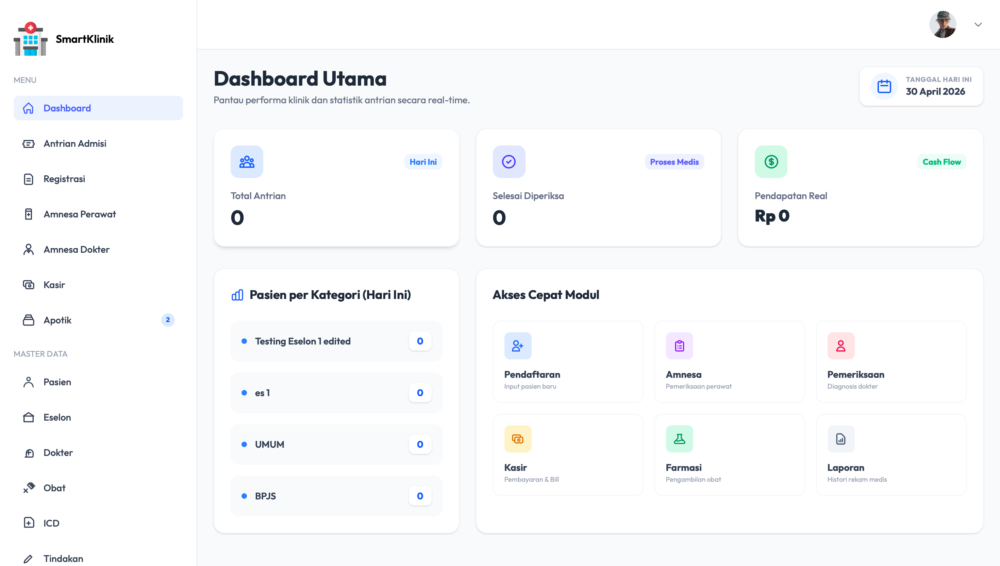 SmartKlinik
MENU
Dashboard
Antrian Admisi
Registrasi
Amnesa Perawat
Amnesa Dokter
Kasir
Apotik 2
MASTER DATA
Pasien
Eselon
Dokter
Obat
ICD
Tindakan
Dashboard Utama
Pantau performa klinik dan statistik antrian secara real-time.
TANGGAL HARI INI
30 April 2026
Hari Ini
Total Antrian
0
Proses Medis
Selesai Diperiksa
0
Cash Flow
Pendapatan Real
Rp 0
Pasien per Kategori (Hari Ini)
Testing Eselon 1 edited 0
es 1 0
UMUM 0
BPJS 0
Akses Cepat Modul
Pendaftaran
Input pasien baru
Amnesa
Pemeriksaan perawat
Pemeriksaan
Diagnosis dokter
Kasir
Pembayaran & Bill
Farmasi
Pengambilan obat
Laporan
Histori rekam medis